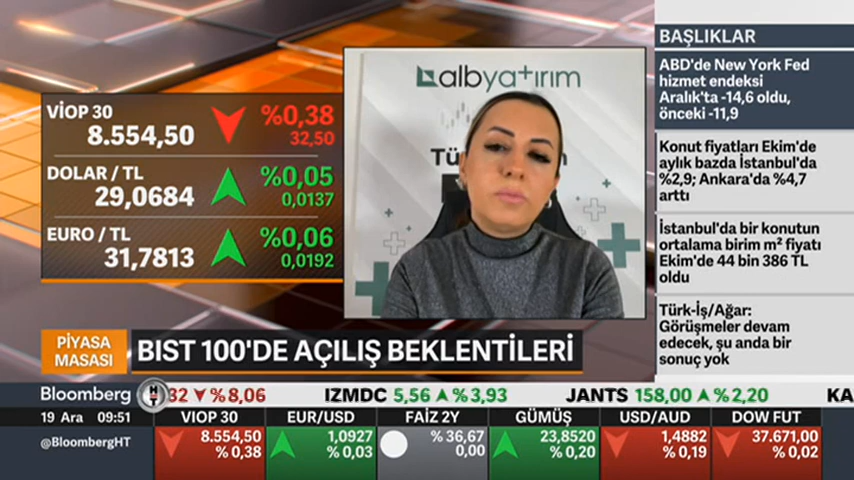 VİOP 30
8.554,50
%0,38
32,50
DOLAR / TL
29,0684
%0,05
0,0137
EURO / TL
31,7813
%0,06
0,0192
albyatırım
BAŞLIKLAR
ABD'de New York Fed
hizmet endeksi
Aralık'ta -14,6 oldu,
önceki -11,9
Konut fiyatları Ekim'de
aylık bazda İstanbul'da
%2,9; Ankara'da %4,7
arttı
İstanbul'da bir konutun
ortalama birim m² fiyatı
Ekim'de 44 bin 386 TL
oldu
Türk-İş/Ağar:
Görüşmeler devam
edecek, şu anda bir
sonuç yok
PİYASA
MASASI
BIST 100'DE AÇILIŞ BEKLENTİLERİ
Bloomberg HT
32 %8,06 IZMDC 5,56 %3,93 JANTS 158,00 %2,20 KA
19 Ara 09:51
@BloombergHT
VIOP 30
8.554,50
% 0,38
EUR/USD
1,0927
% 0,03
FAİZ 2Y
% 36,67
0,00
GÜMÜŞ
23,8520
% 0,20
USD/AUD
1,4882
% 0,19
DOW FUT
37.671,00
% 0,02